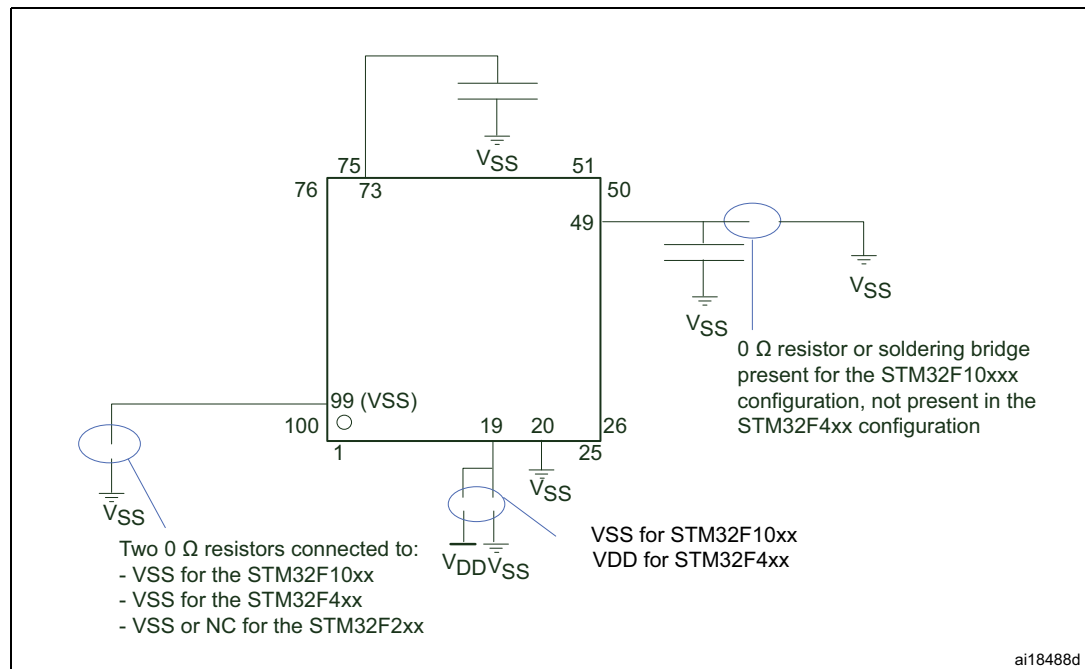 VSS
75
51
76
73
50
49
VSS
VSS
0 Ω resistor or soldering bridge
present for the STM32F10xxx
configuration, not present in the
STM32F4xx configuration
99 (VSS)
100
19
20
26
1
25
VSS
VSS
VDD VSS
VSS for STM32F10xx
VDD for STM32F4xx
Two 0 Ω resistors connected to:
- VSS for the STM32F10xx
- VSS for the STM32F4xx
- VSS or NC for the STM32F2xx
ai18488d